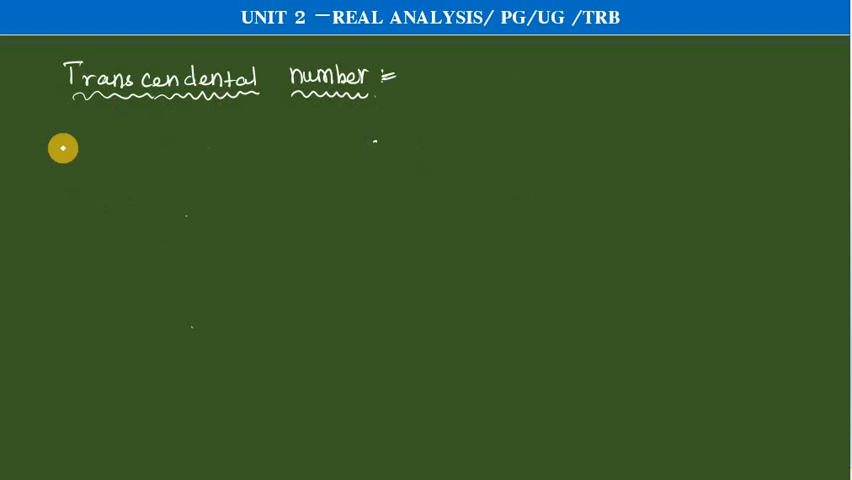 UNIT 2 –REAL ANALYSIS/ PG/UG /TRB
Transcendental number:-